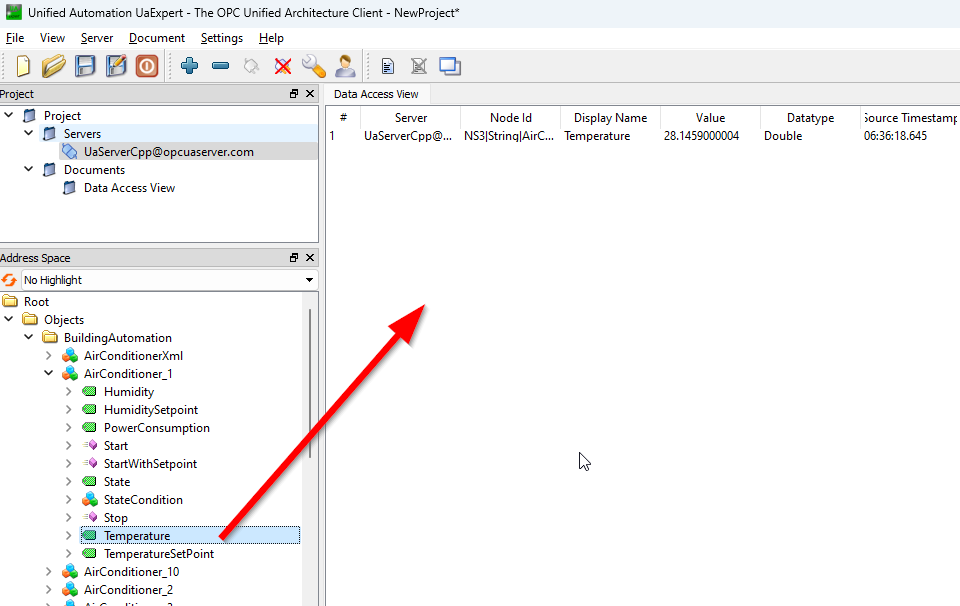 Unified Automation UaExpert - The OPC Unified Architecture Client - NewProject*
File View Server Document Settings Help
Project
Project
Servers
UaServerCpp@opcuaserver.com
Documents
Data Access View
Address Space
No Highlight
Root
Objects
BuildingAutomation
AirConditionerXml
AirConditioner_1
Humidity
HumiditySetpoint
PowerConsumption
Start
StartWithSetpoint
State
StateCondition
Stop
Temperature
TemperatureSetPoint
AirConditioner_10
AirConditioner_2
Data Access View
# Server Node Id Display Name Value Datatype Source Timestamp
1 UaServerCpp@... NS3|String|AirC... Temperature 28.1459000004 Double 06:36:18.645